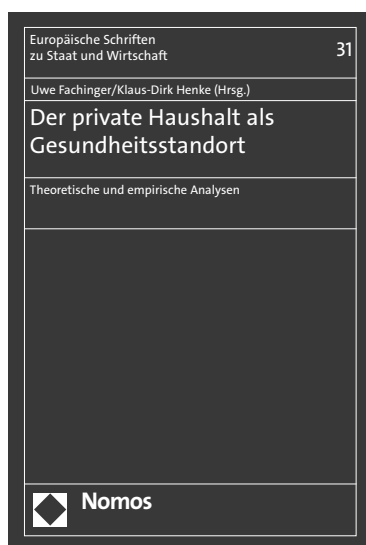 Europäische Schriften
zu Staat und Wirtschaft
31
Uwe Fachinger/Klaus-Dirk Henke (Hrsg.)
Der private Haushalt als
Gesundheitsstandort
Theoretische und empirische Analysen
Nomos